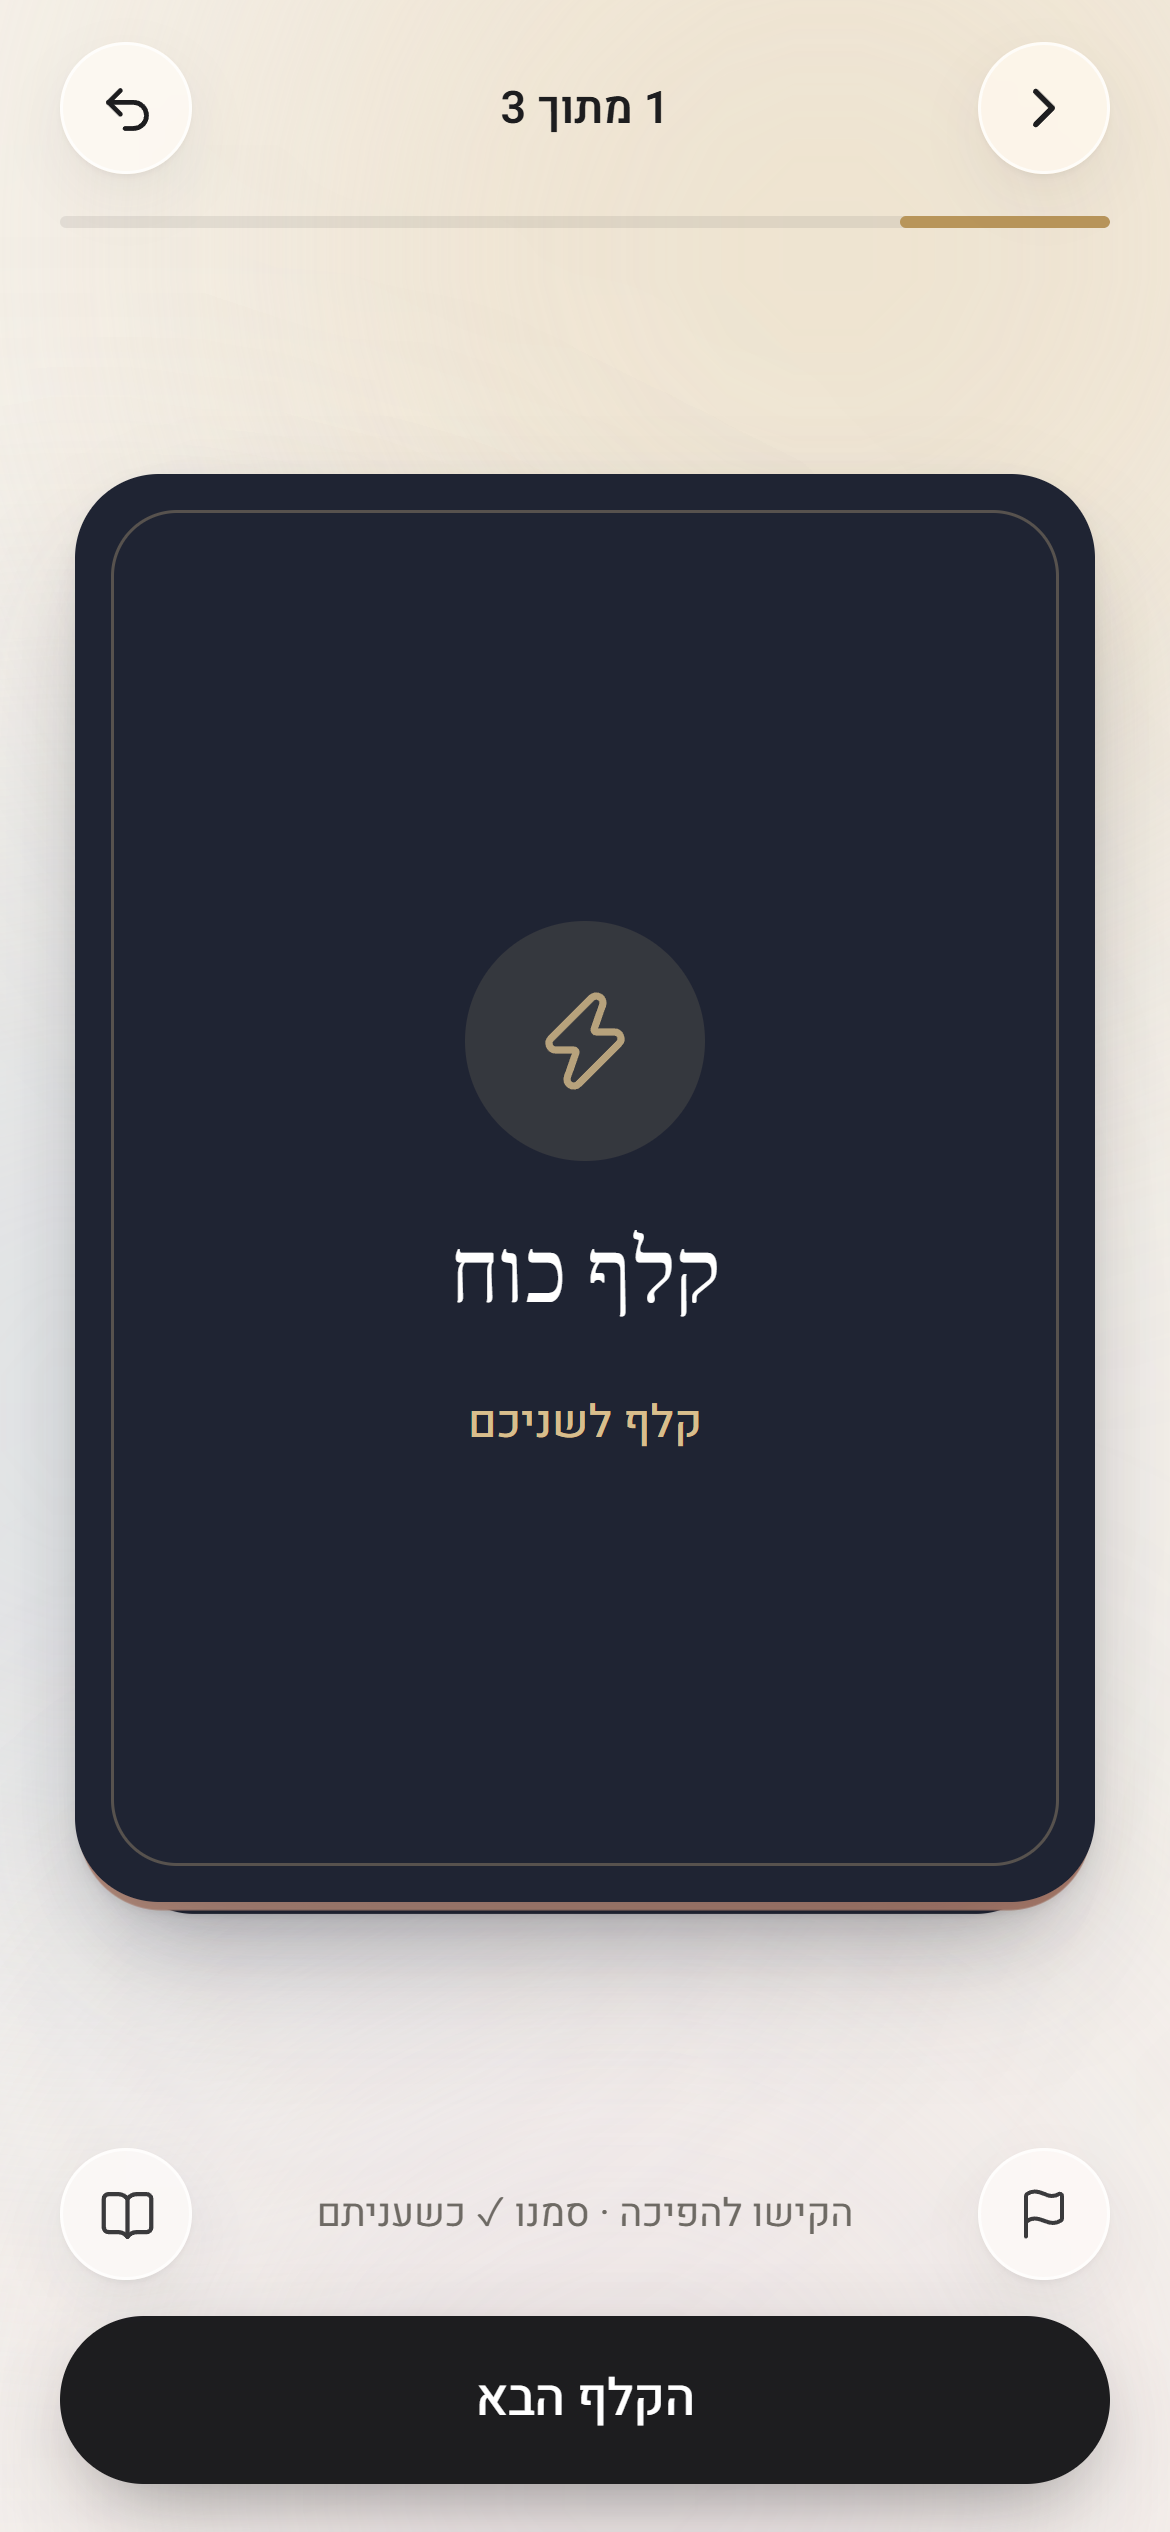 1 מתוך 3
קלף כוח
קלף לשניכם
הקישו להפיכה · סמנו ✓ כשעניתם
הקלף הבא